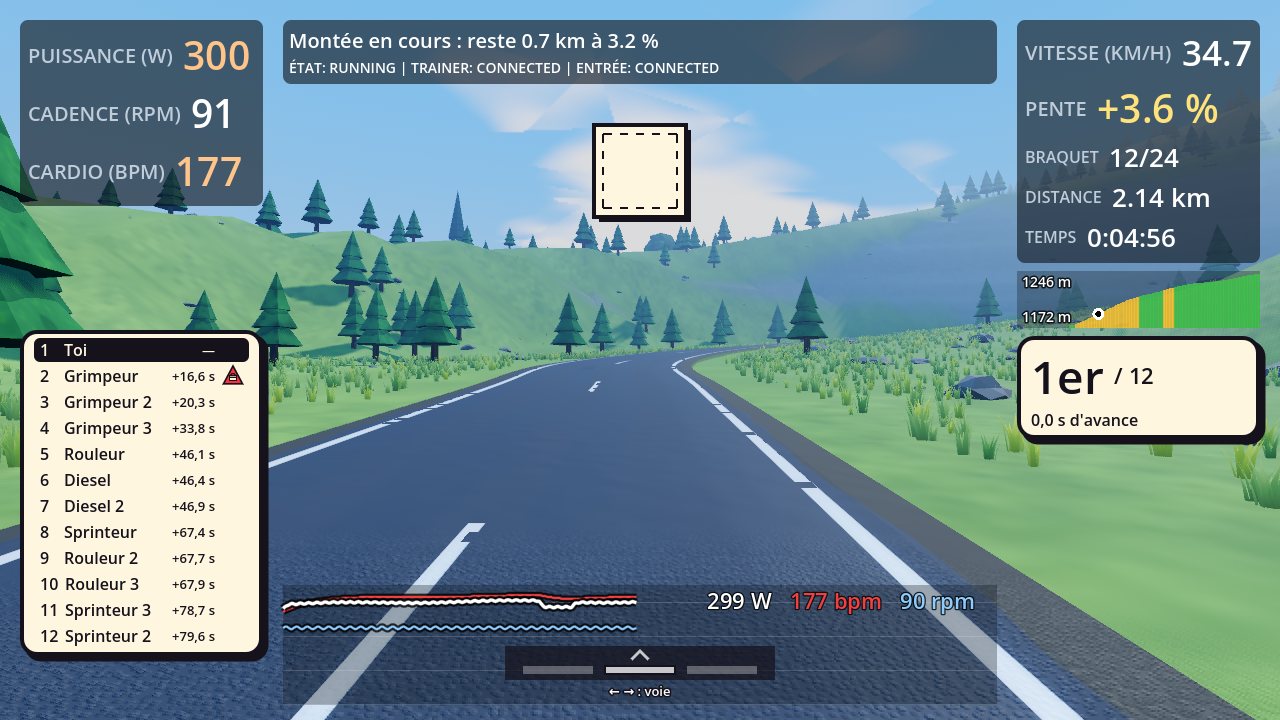 PUISSANCE (W) 300
CADENCE (RPM) 91
CARDIO (BPM) 177
Montée en cours : reste 0.7 km à 3.2 %
ÉTAT: RUNNING | TRAINER: CONNECTED | ENTRÉE: CONNECTED
VITESSE (KM/H) 34.7
PENTE +3.6 %
BRAQUET 12/24
DISTANCE 2.14 km
TEMPS 0:04:56
1246 m
1172 m
1er / 12
0,0 s d'avance
1 Toi —
2 Grimpeur +16,6 s
3 Grimpeur 2 +20,3 s
4 Grimpeur 3 +33,8 s
5 Rouleur +46,1 s
6 Diesel +46,4 s
7 Diesel 2 +46,9 s
8 Sprinteur +67,4 s
9 Rouleur 2 +67,7 s
10 Rouleur 3 +67,9 s
11 Sprinteur 3 +78,7 s
12 Sprinteur 2 +79,6 s
299 W 177 bpm 90 rpm
← → : voie